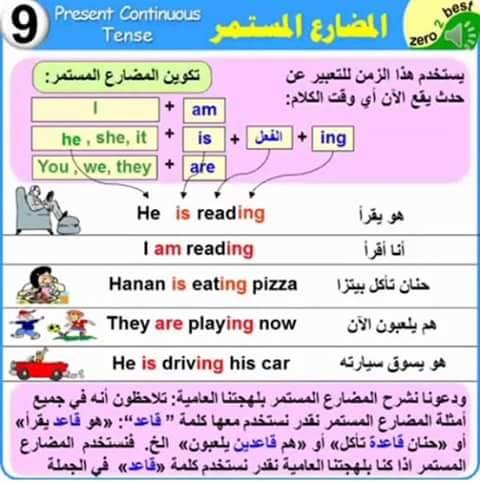 9
Present Continuous
Tense
المضارع المستمر
zero 2 best
يستخدم هذا الزمن للتعبير عن
حدث يقع الآن أي وقت الكلام:
تكوين المضارع المستمر:
I + am
he , she, it + is + الفعل + ing
You , we, they + are
He is reading هو يقرأ
I am reading أنا أقرأ
Hanan is eating pizza حنان تأكل بيتزا
They are playing now هم يلعبون الآن
He is driving his car هو يسوق سيارته
ودعونا نشرح المضارع المستمر بلهجتنا العامية: تلاحظون أنه في جميع
أمثلة المضارع المستمر نقدر نستخدم معها كلمة "قاعد": «هو قاعد يقرأ»
أو «حنان قاعدة تأكل» أو «هم قاعدين يلعبون» الخ. فنستخدم المضارع
المستمر اذا كنا بلهجتنا العامية نقدر نستخدم كلمة «قاعد» في الجملة